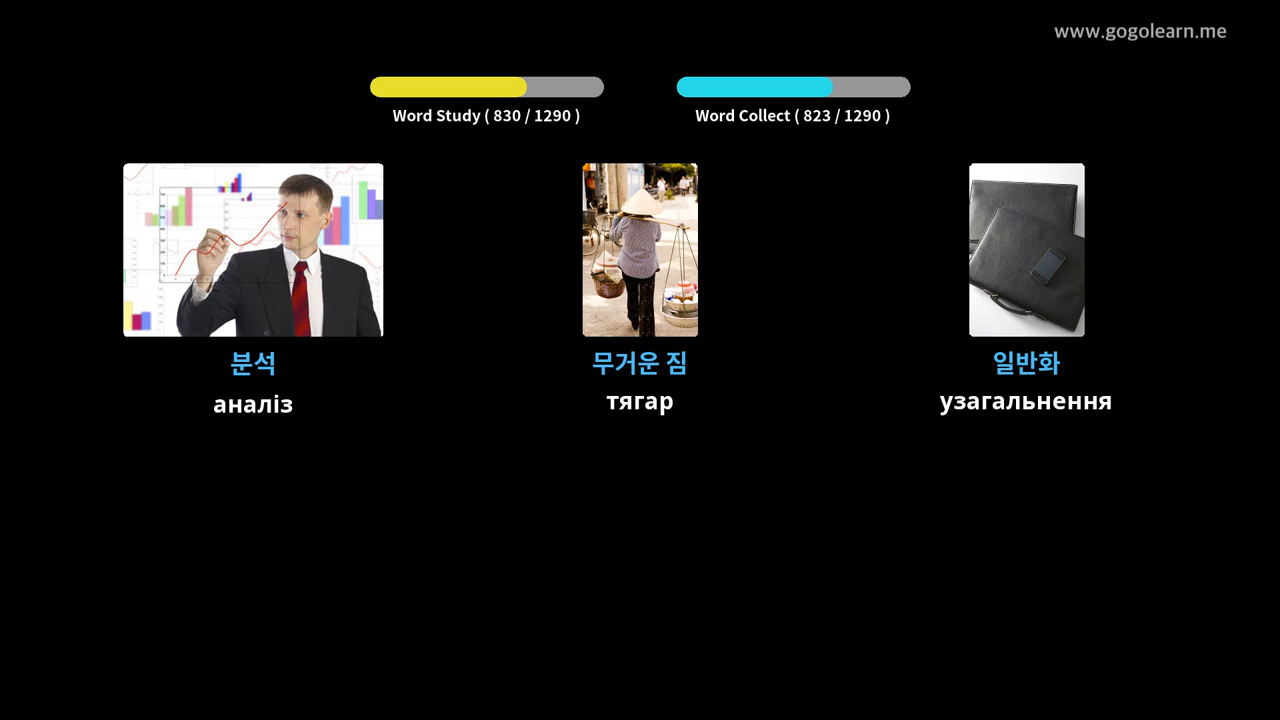 www.gogolearn.me
Word Study ( 830 / 1290 )
Word Collect ( 823 / 1290 )
분석
무거운 짐
일반화
аналіз
тягар
узагальнення